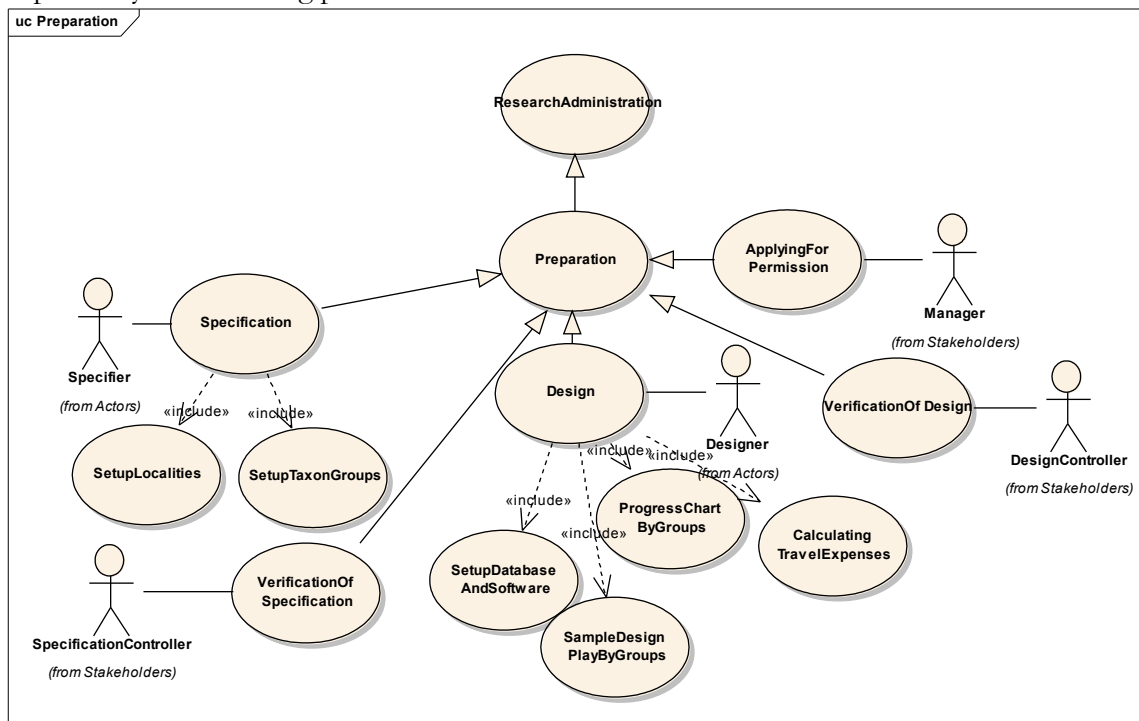 uc Preparation
ResearchAdministration
Preparation
ApplyingFor
Permission
Manager
(from Stakeholders)
Specification
Specifier
(from Actors)
«include»
«include»
SetupLocalities
SetupTaxonGroups
Design
Designer
(from Actors)
VerificationOf Design
DesignController
(from Stakeholders)
«include»
«include»
«include»
«include»
ProgressChart
ByGroups
Calculating
TravelExpenses
SetupDatabase
AndSoftware
SampleDesign
PlayByGroups
VerificationOf
Specification
SpecificationController
(from Stakeholders)